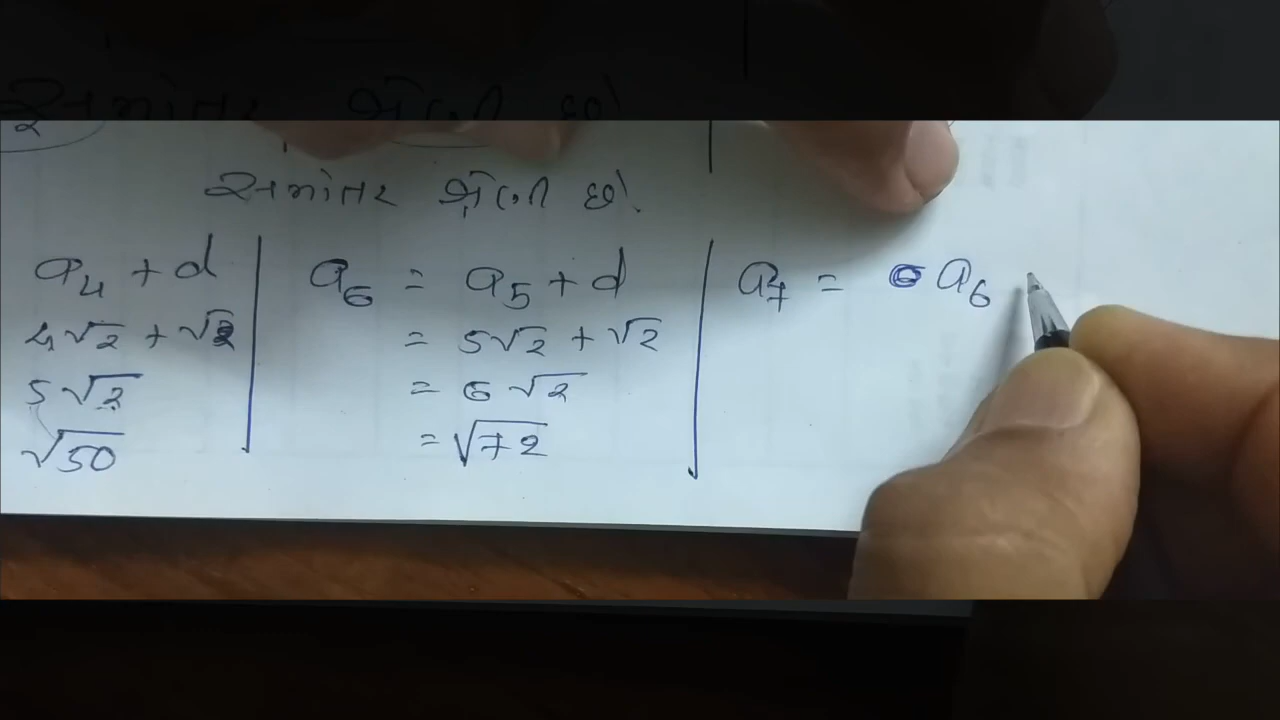 સમાંતર શ્રેણી છે.
a₄ + d
4√2 + √2
5√2
√50
a₆ = a₅ + d
= 5√2 + √2
= 6√2
= √72
a₇ = a₆